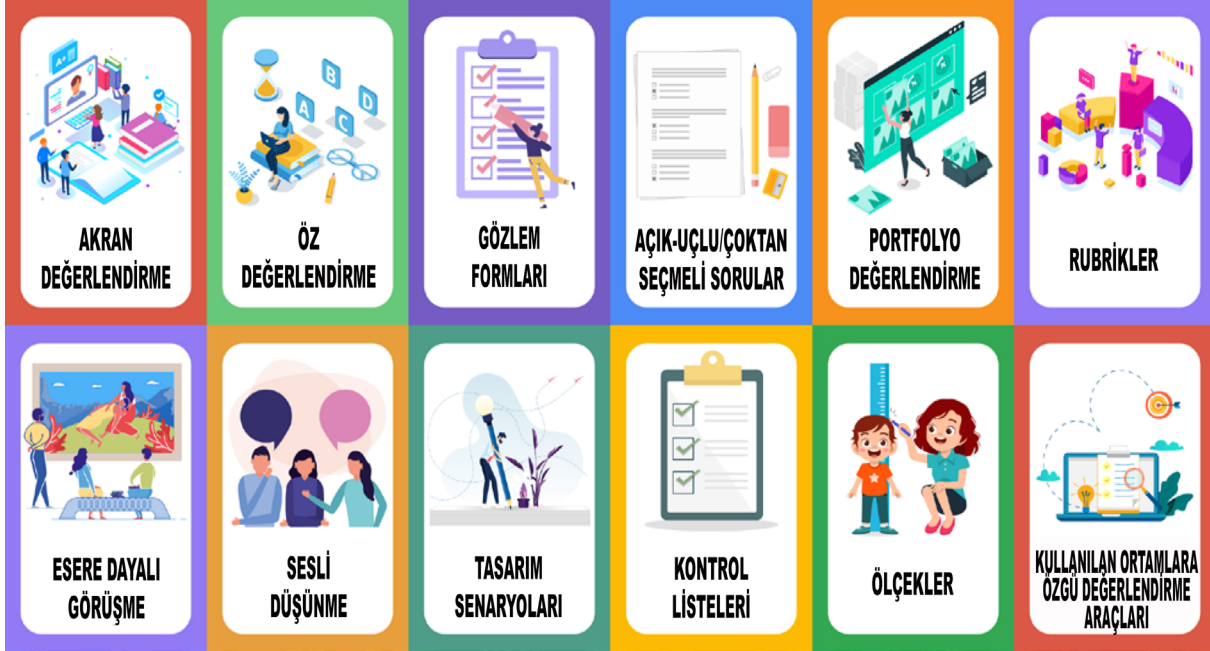 AKRAN
DEĞERLENDİRME
ÖZ
DEĞERLENDİRME
GÖZLEM
FORMLARI
AÇIK-UÇLU/ÇOKTAN
SEÇMELİ SORULAR
PORTFOLYO
DEĞERLENDİRME
RUBRİKLER
ESERE DAYALI
GÖRÜŞME
SESLİ
DÜŞÜNME
TASARIM
SENARYOLARI
KONTROL
LİSTELERİ
ÖLÇEKLER
KULLANILAN ORTAMLARA
ÖZGÜ DEĞERLENDİRME
ARAÇLARI
A+
B
D
A
C